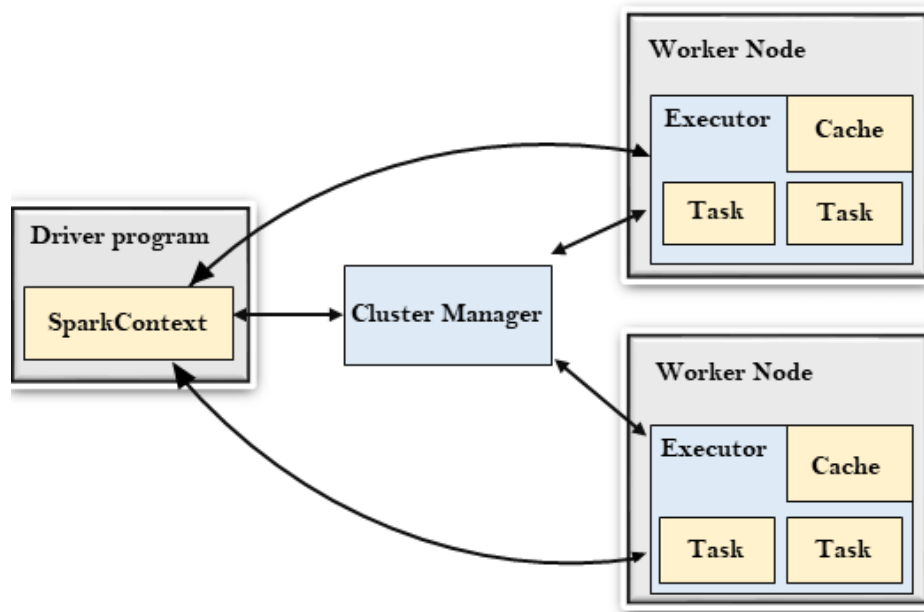 Driver program
SparkContext
Cluster Manager
Worker Node
Executor
Cache
Task
Task
Worker Node
Executor
Cache
Task
Task